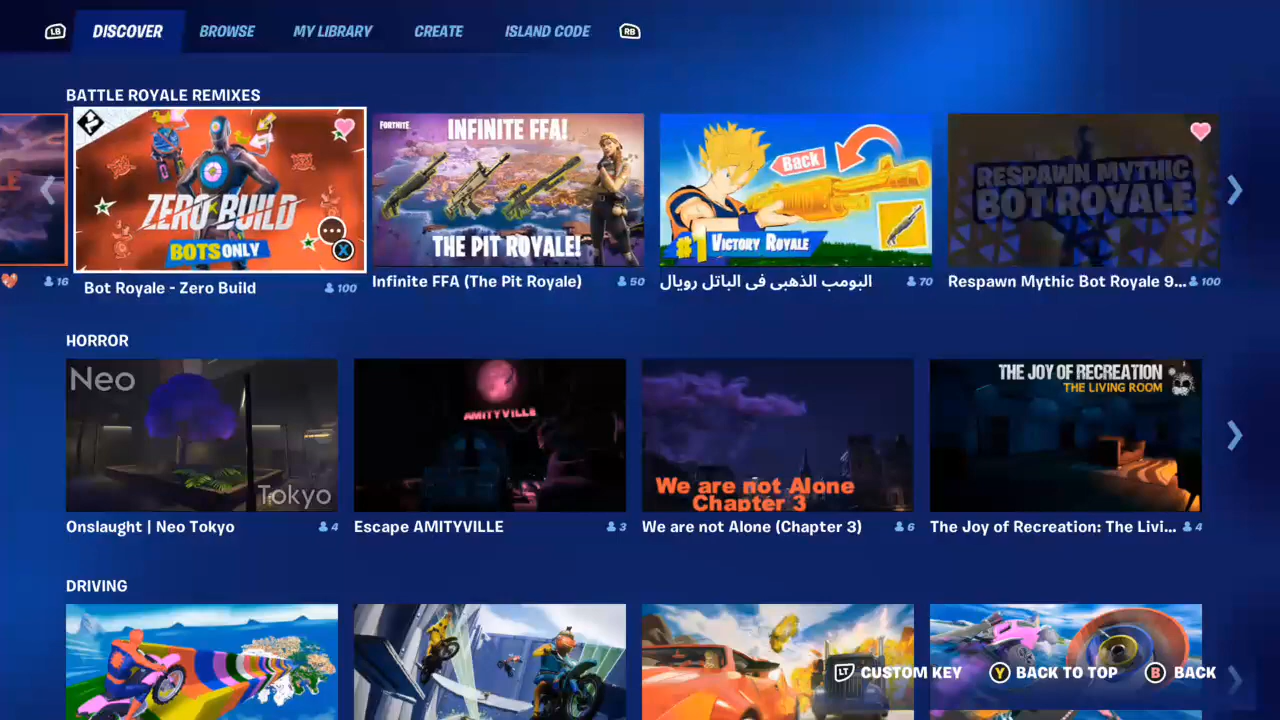 LB
DISCOVER
BROWSE
MY LIBRARY
CREATE
ISLAND CODE
RB
BATTLE ROYALE REMIXES
ZERO BUILD
BOTS ONLY
X
FORTNITE
INFINITE FFA!
THE PIT ROYALE!
Back
#1 VICTORY ROYALE
RESPAWN MYTHIC
BOT ROYALE
16
Bot Royale - Zero Build
100
Infinite FFA (The Pit Royale)
50
البومب الذهبى فى الباتل رويال
70
Respawn Mythic Bot Royale 9...
100
HORROR
Neo
Tokyo
AMITYVILLE
We are not Alone
Chapter 3
THE JOY OF RECREATION
THE LIVING ROOM
Onslaught | Neo Tokyo
4
Escape AMITYVILLE
3
We are not Alone (Chapter 3)
6
The Joy of Recreation: The Livi...
4
DRIVING
LT CUSTOM KEY
Y BACK TO TOP
B BACK